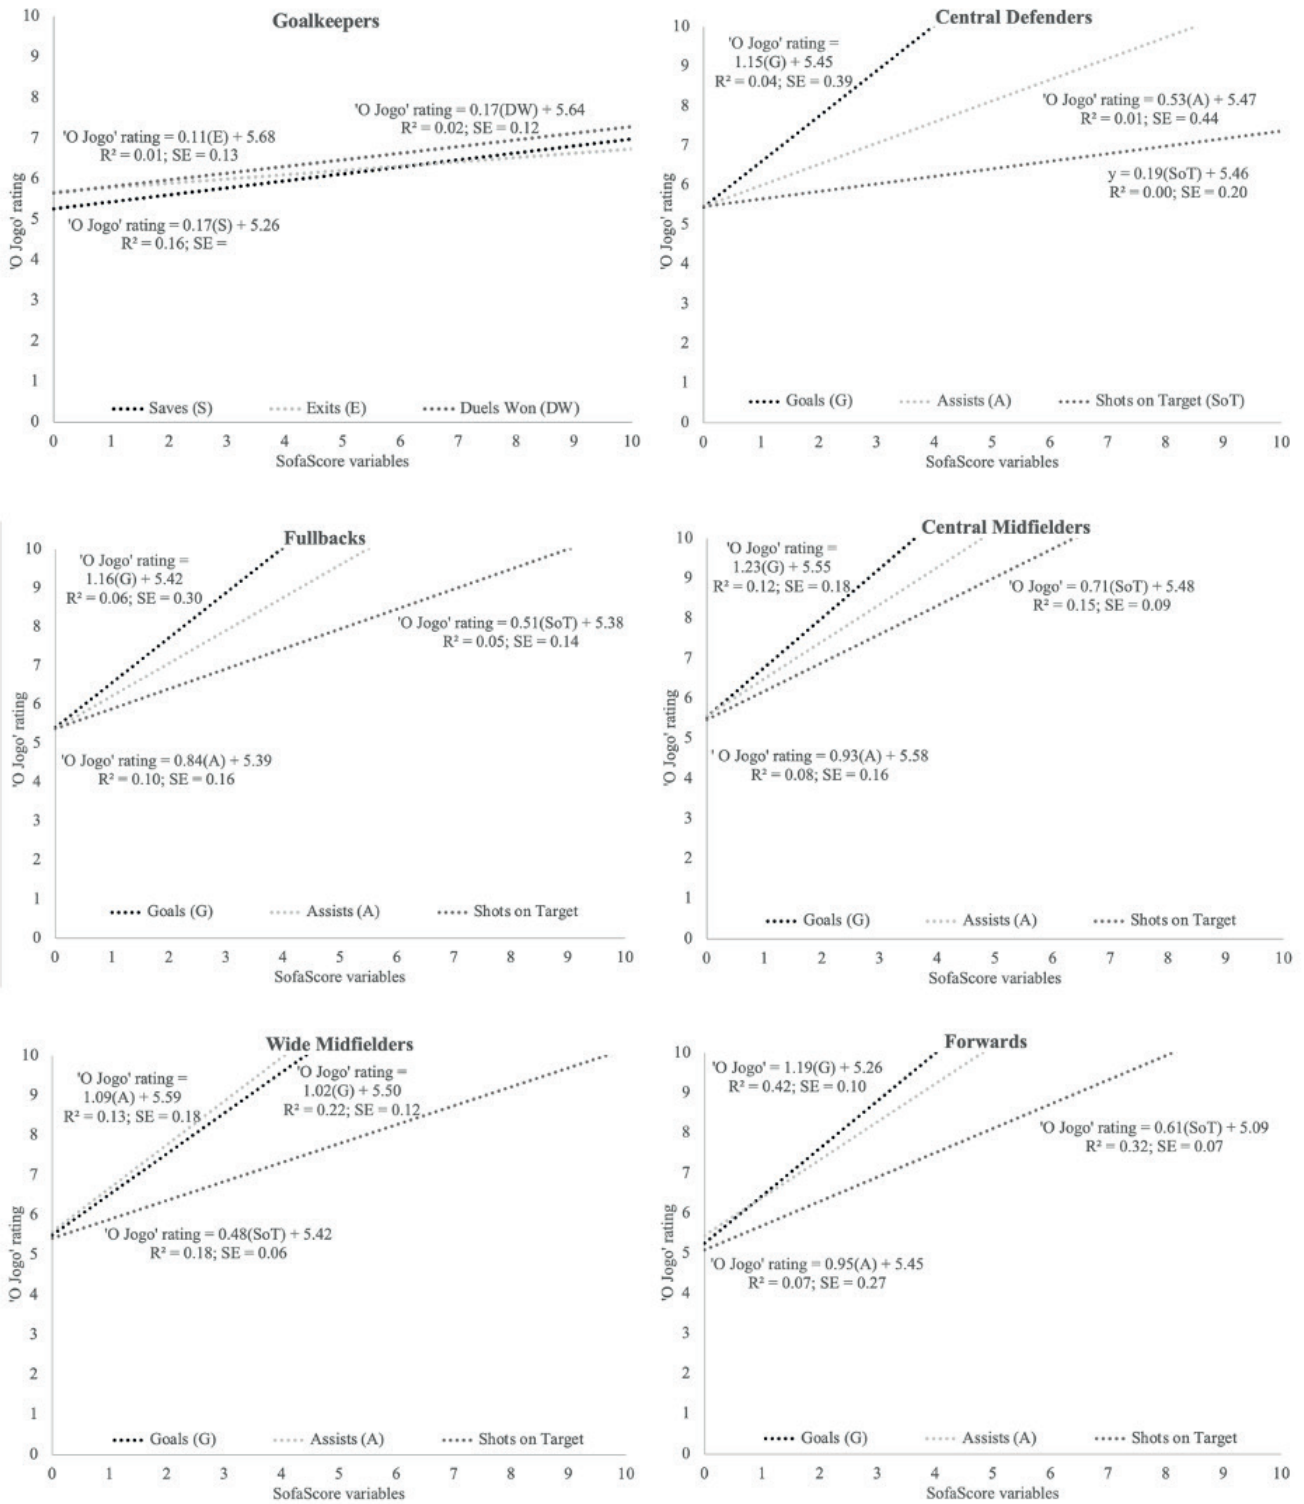 Goalkeepers
10
9
8
7
6
5
4
3
2
1
0
'O Jogo' rating
'O Jogo' rating = 0.17(DW) + 5.64
R² = 0.02; SE = 0.12
'O Jogo' rating = 0.11(E) + 5.68
R² = 0.01; SE = 0.13
'O Jogo' rating = 0.17(S) + 5.26
R² = 0.16; SE =
Saves (S) Exits (E) Duels Won (DW)
0 1 2 3 4 5 6 7 8 9 10
SofaScore variables
Central Defenders
10
9
8
7
6
5
4
3
2
1
0
'O Jogo' rating
'O Jogo' rating =
1.15(G) + 5.45
R² = 0.04; SE = 0.39
'O Jogo' rating = 0.53(A) + 5.47
R² = 0.01; SE = 0.44
y = 0.19(SoT) + 5.46
R² = 0.00; SE = 0.20
Goals (G) Assists (A) Shots on Target (SoT)
0 1 2 3 4 5 6 7 8 9 10
SofaScore variables
Fullbacks
10
9
8
7
6
5
4
3
2
1
0
'O Jogo' rating
'O Jogo' rating =
1.16(G) + 5.42
R² = 0.06; SE = 0.30
'O Jogo' rating = 0.51(SoT) + 5.38
R² = 0.05; SE = 0.14
'O Jogo' rating = 0.84(A) + 5.39
R² = 0.10; SE = 0.16
Goals (G) Assists (A) Shots on Target
0 1 2 3 4 5 6 7 8 9 10
SofaScore variables
Central Midfielders
10
9
8
7
6
5
4
3
2
1
0
'O Jogo' rating
'O Jogo' rating =
1.23(G) + 5.55
R² = 0.12; SE = 0.18
'O Jogo' = 0.71(SoT) + 5.48
R² = 0.15; SE = 0.09
' O Jogo' rating = 0.93(A) + 5.58
R² = 0.08; SE = 0.16
Goals (G) Assists (A) Shots on Target
0 1 2 3 4 5 6 7 8 9 10
SofaScore variables
Wide Midfielders
10
9
8
7
6
5
4
3
2
1
0
'O Jogo' rating
'O Jogo' rating =
1.09(A) + 5.59
R² = 0.13; SE = 0.18
'O Jogo' rating =
1.02(G) + 5.50
R² = 0.22; SE = 0.12
'O Jogo' rating = 0.48(SoT) + 5.42
R² = 0.18; SE = 0.06
Goals (G) Assists (A) Shots on Target
0 1 2 3 4 5 6 7 8 9 10
SofaScore variables
Forwards
10
9
8
7
6
5
4
3
2
1
0
'O Jogo' rating
'O Jogo' = 1.19(G) + 5.26
R² = 0.42; SE = 0.10
'O Jogo' rating = 0.61(SoT) + 5.09
R² = 0.32; SE = 0.07
'O Jogo' rating = 0.95(A) + 5.45
R² = 0.07; SE = 0.27
Goals (G) Assists (A) Shots on Target
0 1 2 3 4 5 6 7 8 9 10
SofaScore variables